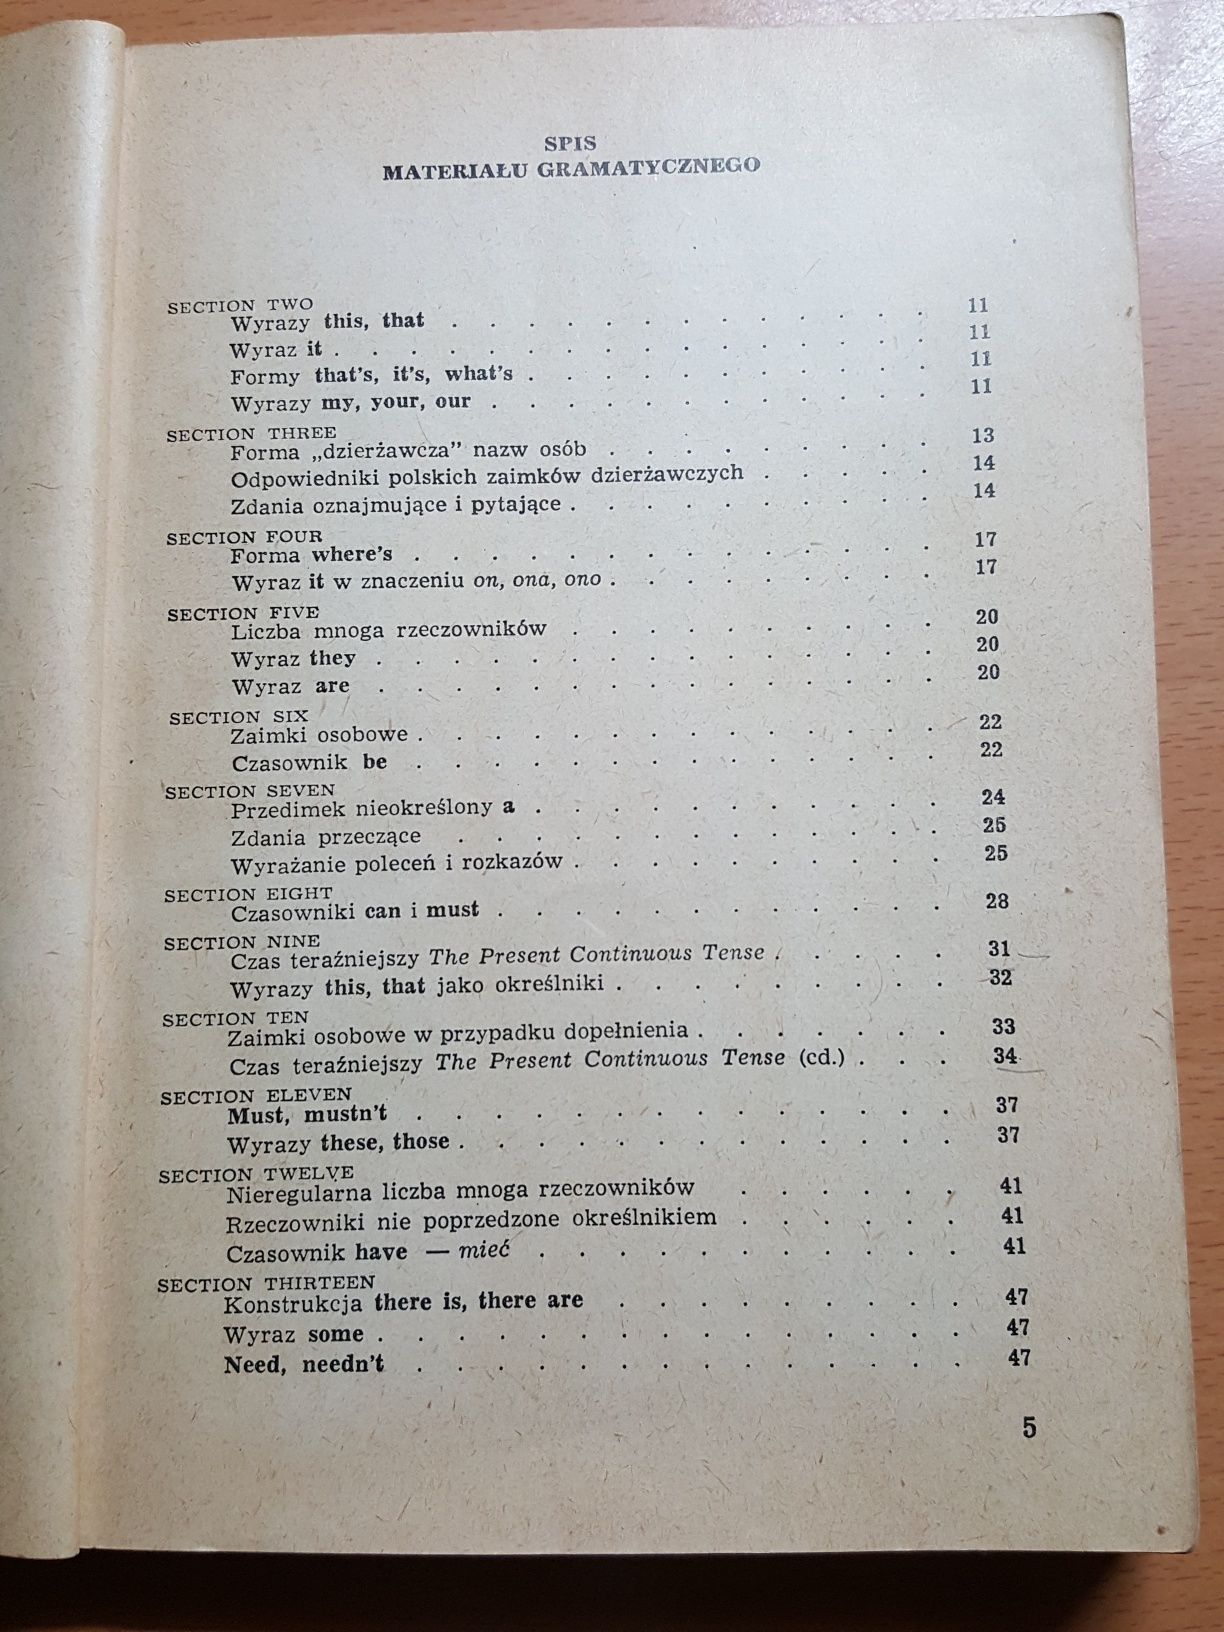 SPIS
MATERIAŁU GRAMATYCZNEGO
SECTION TWO
Wyrazy this, that . . . . . . . . . . . . . 11
Wyraz it . . . . . . . . . . . . . . . . 11
Formy that's, it's, what's . . . . . . . . . . . 11
Wyrazy my, your, our . . . . . . . . . . . . 11
SECTION THREE
Forma „dzierżawcza” nazw osób . . . . . . . . . 13
Odpowiedniki polskich zaimków dzierżawczych . . . . . 14
Zdania oznajmujące i pytające . . . . . . . . . . 14
SECTION FOUR
Forma where's . . . . . . . . . . . . . . 17
Wyraz it w znaczeniu on, ona, ono . . . . . . . . . 17
SECTION FIVE
Liczba mnoga rzeczowników . . . . . . . . . . 20
Wyraz they . . . . . . . . . . . . . . . 20
Wyraz are . . . . . . . . . . . . . . . 20
SECTION SIX
Zaimki osobowe . . . . . . . . . . . . . . 22
Czasownik be . . . . . . . . . . . . . . 22
SECTION SEVEN
Przedimek nieokreślony a . . . . . . . . . . . 24
Zdania przeczące . . . . . . . . . . . . . 25
Wyrażanie poleceń i rozkazów . . . . . . . . . . 25
SECTION EIGHT
Czasowniki can i must . . . . . . . . . . . . 28
SECTION NINE
Czas teraźniejszy The Present Continuous Tense . . . . . 31
Wyrazy this, that jako określniki . . . . . . . . . 32
SECTION TEN
Zaimki osobowe w przypadku dopełnienia . . . . . . . 33
Czas teraźniejszy The Present Continuous Tense (cd.) . . . 34
SECTION ELEVEN
Must, mustn't . . . . . . . . . . . . . . 37
Wyrazy these, those . . . . . . . . . . . . . 37
SECTION TWELVE
Nieregularna liczba mnoga rzeczowników . . . . . . 41
Rzeczowniki nie poprzedzone określnikiem . . . . . . 41
Czasownik have — mieć . . . . . . . . . . . 41
SECTION THIRTEEN
Konstrukcja there is, there are . . . . . . . . . 47
Wyraz some . . . . . . . . . . . . . . . 47
Need, needn't . . . . . . . . . . . . . . 47
5